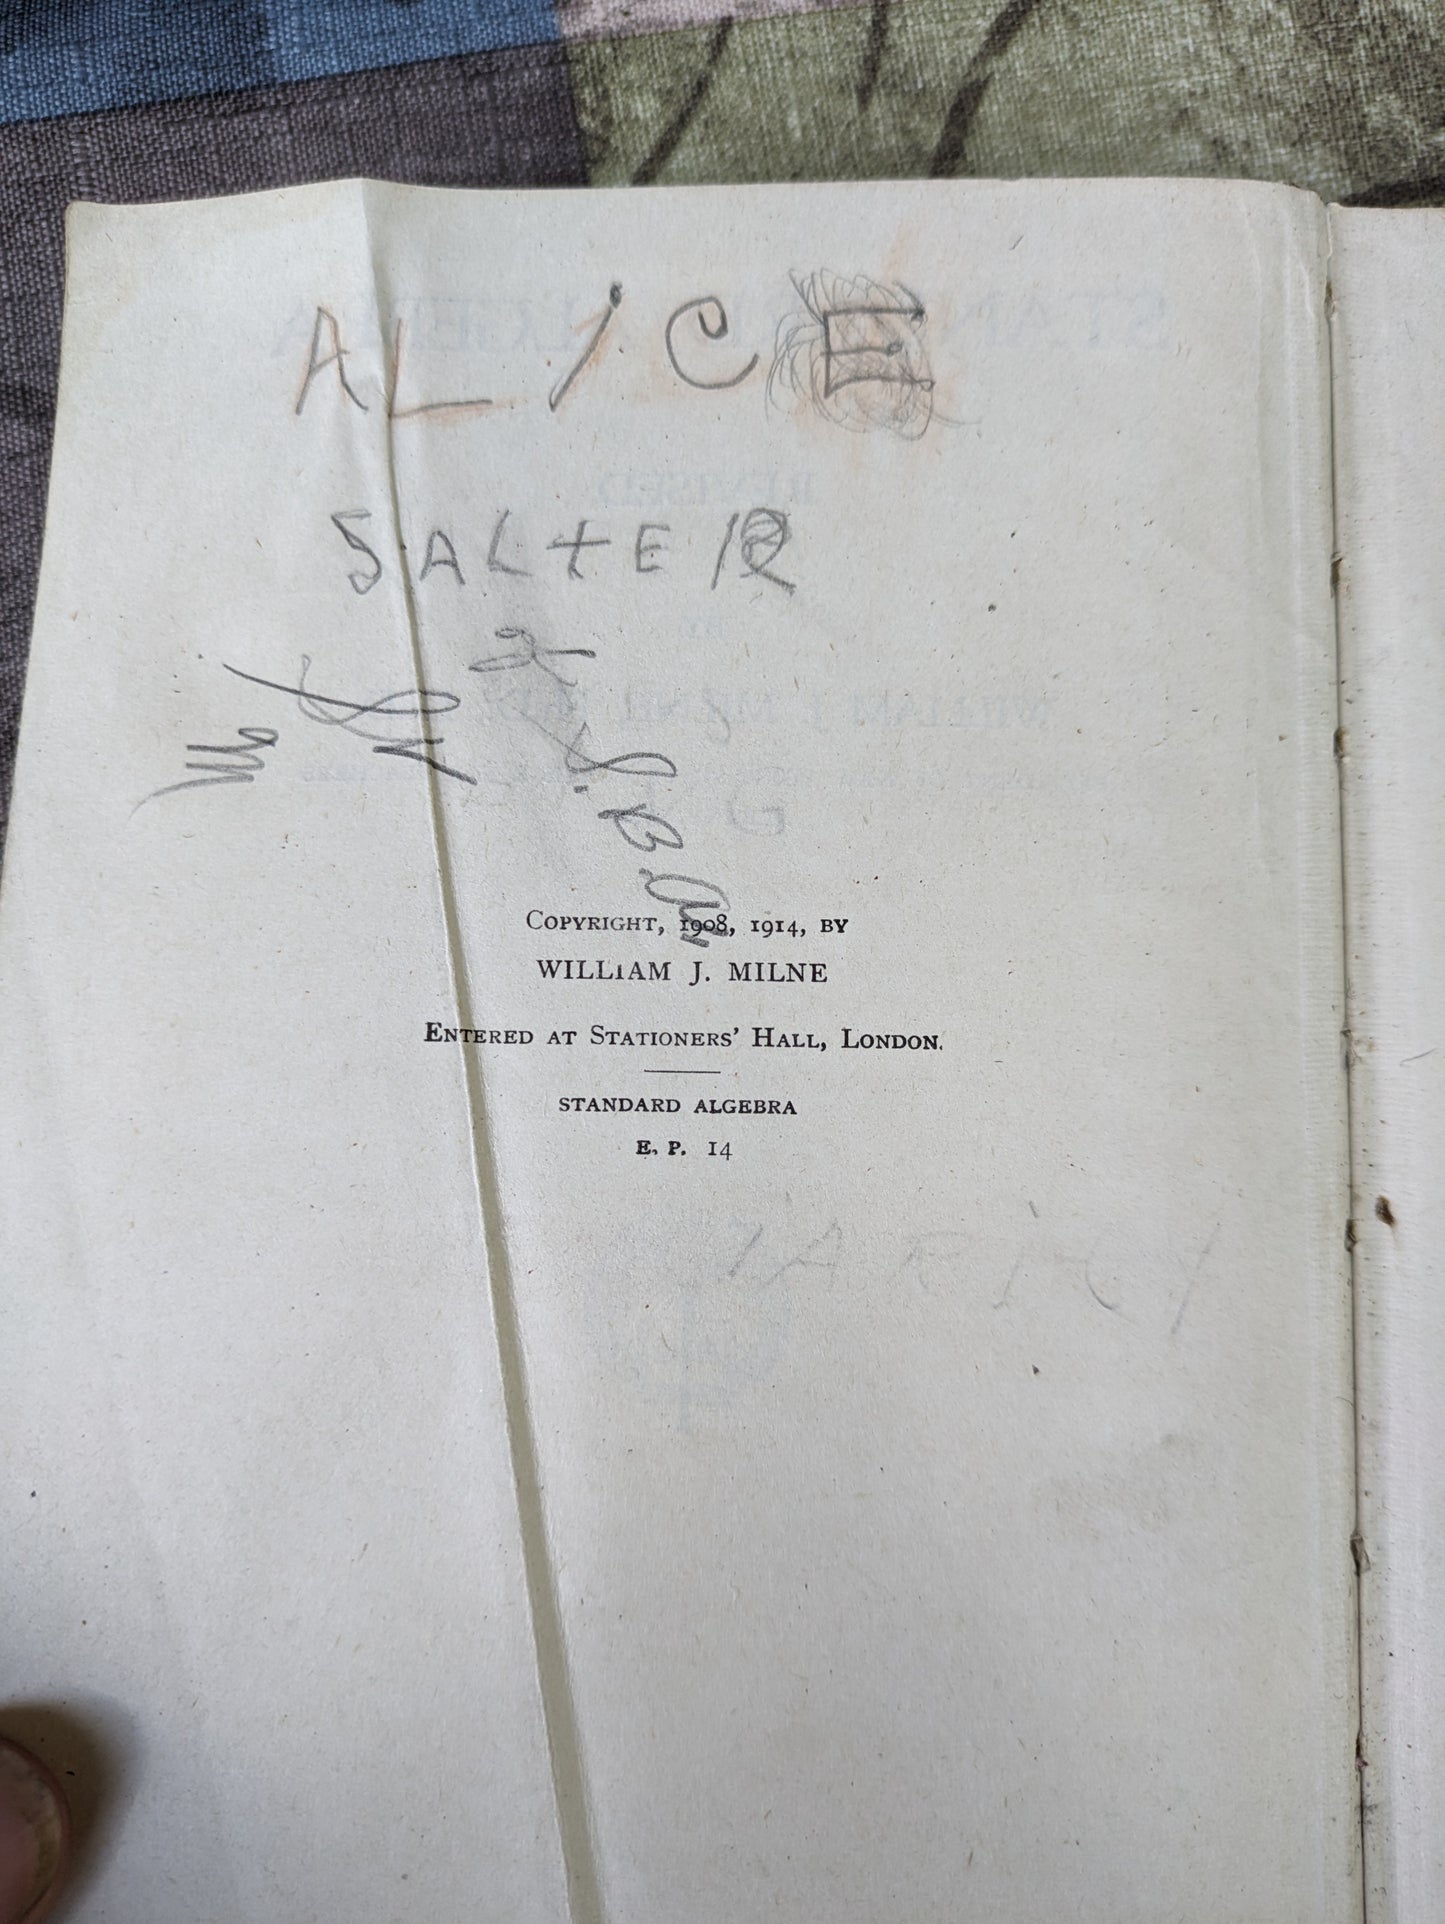 ALiCE
SALtER
S. B.
COPYRIGHT, 1908, 1914, BY
WILLIAM J. MILNE
ENTERED AT STATIONERS' HALL, LONDON.
STANDARD ALGEBRA
E. P. 14